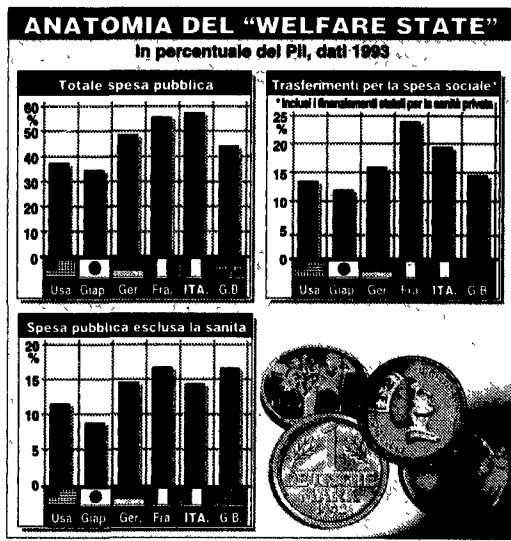 ANATOMIA DEL "WELFARE STATE"
In percentuale del Pil, dati 1993
Totale spesa pubblica
60
%
50
40
30
20
10
0
Usa Giap Ger Fra. ITA. G.B.
Trasferimenti per la spesa sociale*
* Inclusi i finanziamenti statali per la sanità privata
25
%
20
15
10
5
0
Usa Giap Ger. Fra. ITA. G.B.
Spesa pubblica esclusa la sanita
20
%
15
10
5
0
Usa Giap Ger. Fra ITA. G.B.
DEUTSCHE
MARK